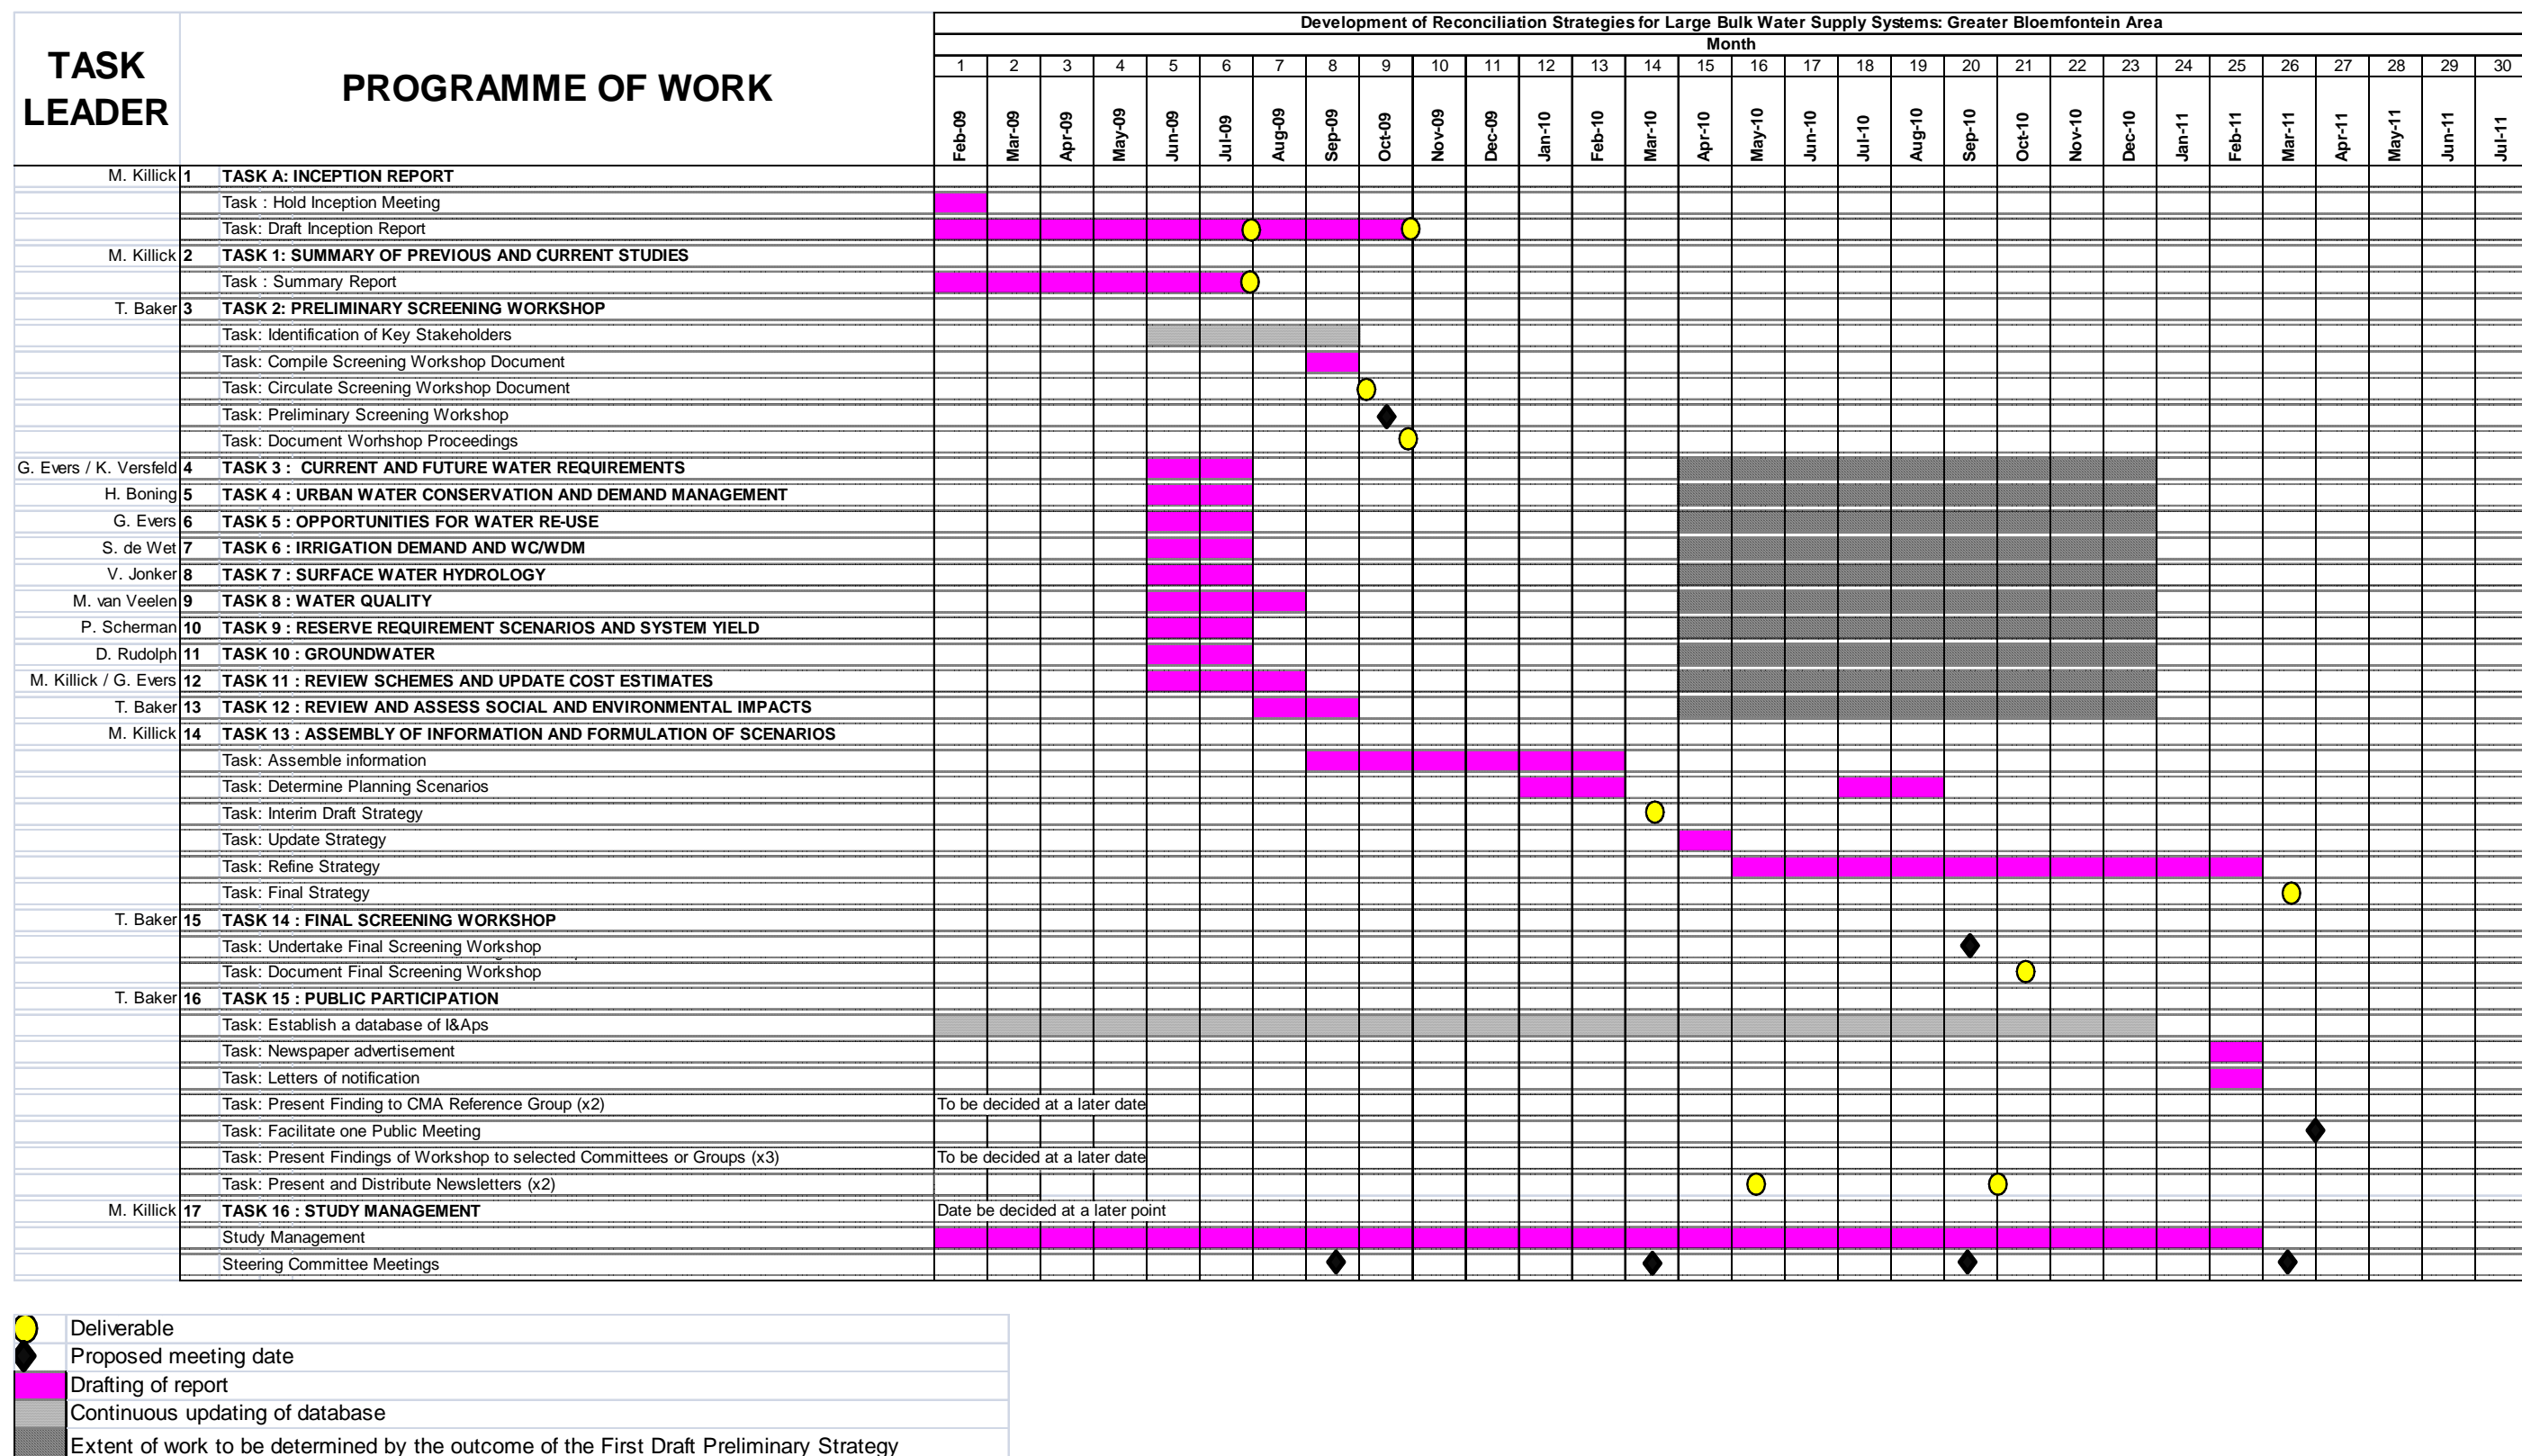 Development of Reconciliation Strategies for Large Bulk Water Supply Systems: Greater Bloemfontein Area
Month
TASK LEADER
PROGRAMME OF WORK
1 2 3 4 5 6 7 8 9 10 11 12 13 14 15 16 17 18 19 20 21 22 23 24 25 26 27 28 29 30
Feb-09 Mar-09 Apr-09 May-09 Jun-09 Jul-09 Aug-09 Sep-09 Oct-09 Nov-09 Dec-09 Jan-10 Feb-10 Mar-10 Apr-10 May-10 Jun-10 Jul-10 Aug-10 Sep-10 Oct-10 Nov-10 Dec-10 Jan-11 Feb-11 Mar-11 Apr-11 May-11 Jun-11 Jul-11
M. Killick 1 TASK A: INCEPTION REPORT
Task : Hold Inception Meeting
Task: Draft Inception Report
M. Killick 2 TASK 1: SUMMARY OF PREVIOUS AND CURRENT STUDIES
Task : Summary Report
T. Baker 3 TASK 2: PRELIMINARY SCREENING WORKSHOP
Task: Identification of Key Stakeholders
Task: Compile Screening Workshop Document
Task: Circulate Screening Workshop Document
Task: Preliminary Screening Workshop
Task: Document Worhshop Proceedings
G. Evers / K. Versfeld 4 TASK 3 : CURRENT AND FUTURE WATER REQUIREMENTS
H. Boning 5 TASK 4 : URBAN WATER CONSERVATION AND DEMAND MANAGEMENT
G. Evers 6 TASK 5 : OPPORTUNITIES FOR WATER RE-USE
S. de Wet 7 TASK 6 : IRRIGATION DEMAND AND WC/WDM
V. Jonker 8 TASK 7 : SURFACE WATER HYDROLOGY
M. van Veelen 9 TASK 8 : WATER QUALITY
P. Scherman 10 TASK 9 : RESERVE REQUIREMENT SCENARIOS AND SYSTEM YIELD
D. Rudolph 11 TASK 10 : GROUNDWATER
M. Killick / G. Evers 12 TASK 11 : REVIEW SCHEMES AND UPDATE COST ESTIMATES
T. Baker 13 TASK 12 : REVIEW AND ASSESS SOCIAL AND ENVIRONMENTAL IMPACTS
M. Killick 14 TASK 13 : ASSEMBLY OF INFORMATION AND FORMULATION OF SCENARIOS
Task: Assemble information
Task: Determine Planning Scenarios
Task: Interim Draft Strategy
Task: Update Strategy
Task: Refine Strategy
Task: Final Strategy
T. Baker 15 TASK 14 : FINAL SCREENING WORKSHOP
Task: Undertake Final Screening Workshop
Task: Document Final Screening Workshop
T. Baker 16 TASK 15 : PUBLIC PARTICIPATION
Task: Establish a database of I&Aps
Task: Newspaper advertisement
Task: Letters of notification
Task: Present Finding to CMA Reference Group (x2) To be decided at a later date
Task: Facilitate one Public Meeting
Task: Present Findings of Workshop to selected Committees or Groups (x3) To be decided at a later date
Task: Present and Distribute Newsletters (x2)
M. Killick 17 TASK 16 : STUDY MANAGEMENT Date be decided at a later point
Study Management
Steering Committee Meetings
Deliverable
Proposed meeting date
Drafting of report
Continuous updating of database
Extent of work to be determined by the outcome of the First Draft Preliminary Strategy